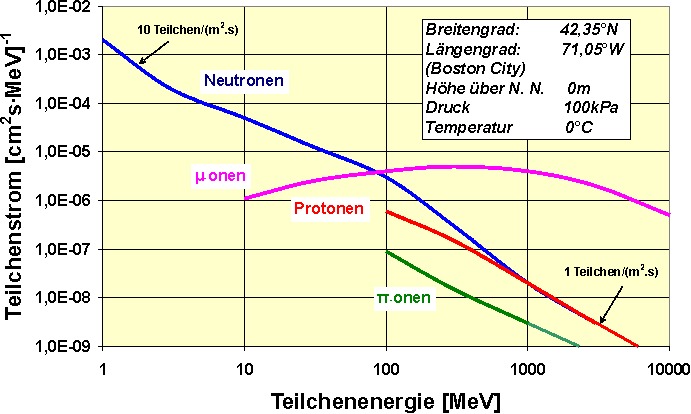 1,0E-02
1,0E-03
1,0E-04
1,0E-05
1,0E-06
1,0E-07
1,0E-08
1,0E-09
Teilchenstrom [cm²s·MeV]⁻¹
10 Teilchen/(m².s)
Neutronen
μ onen
Protonen
π onen
Breitengrad: 42,35°N
Längengrad: 71,05°W
(Boston City)
Höhe über N. N. 0m
Druck 100kPa
Temperatur 0°C
1 Teilchen/(m².s)
1 10 100 1000 10000
Teilchenenergie [MeV]